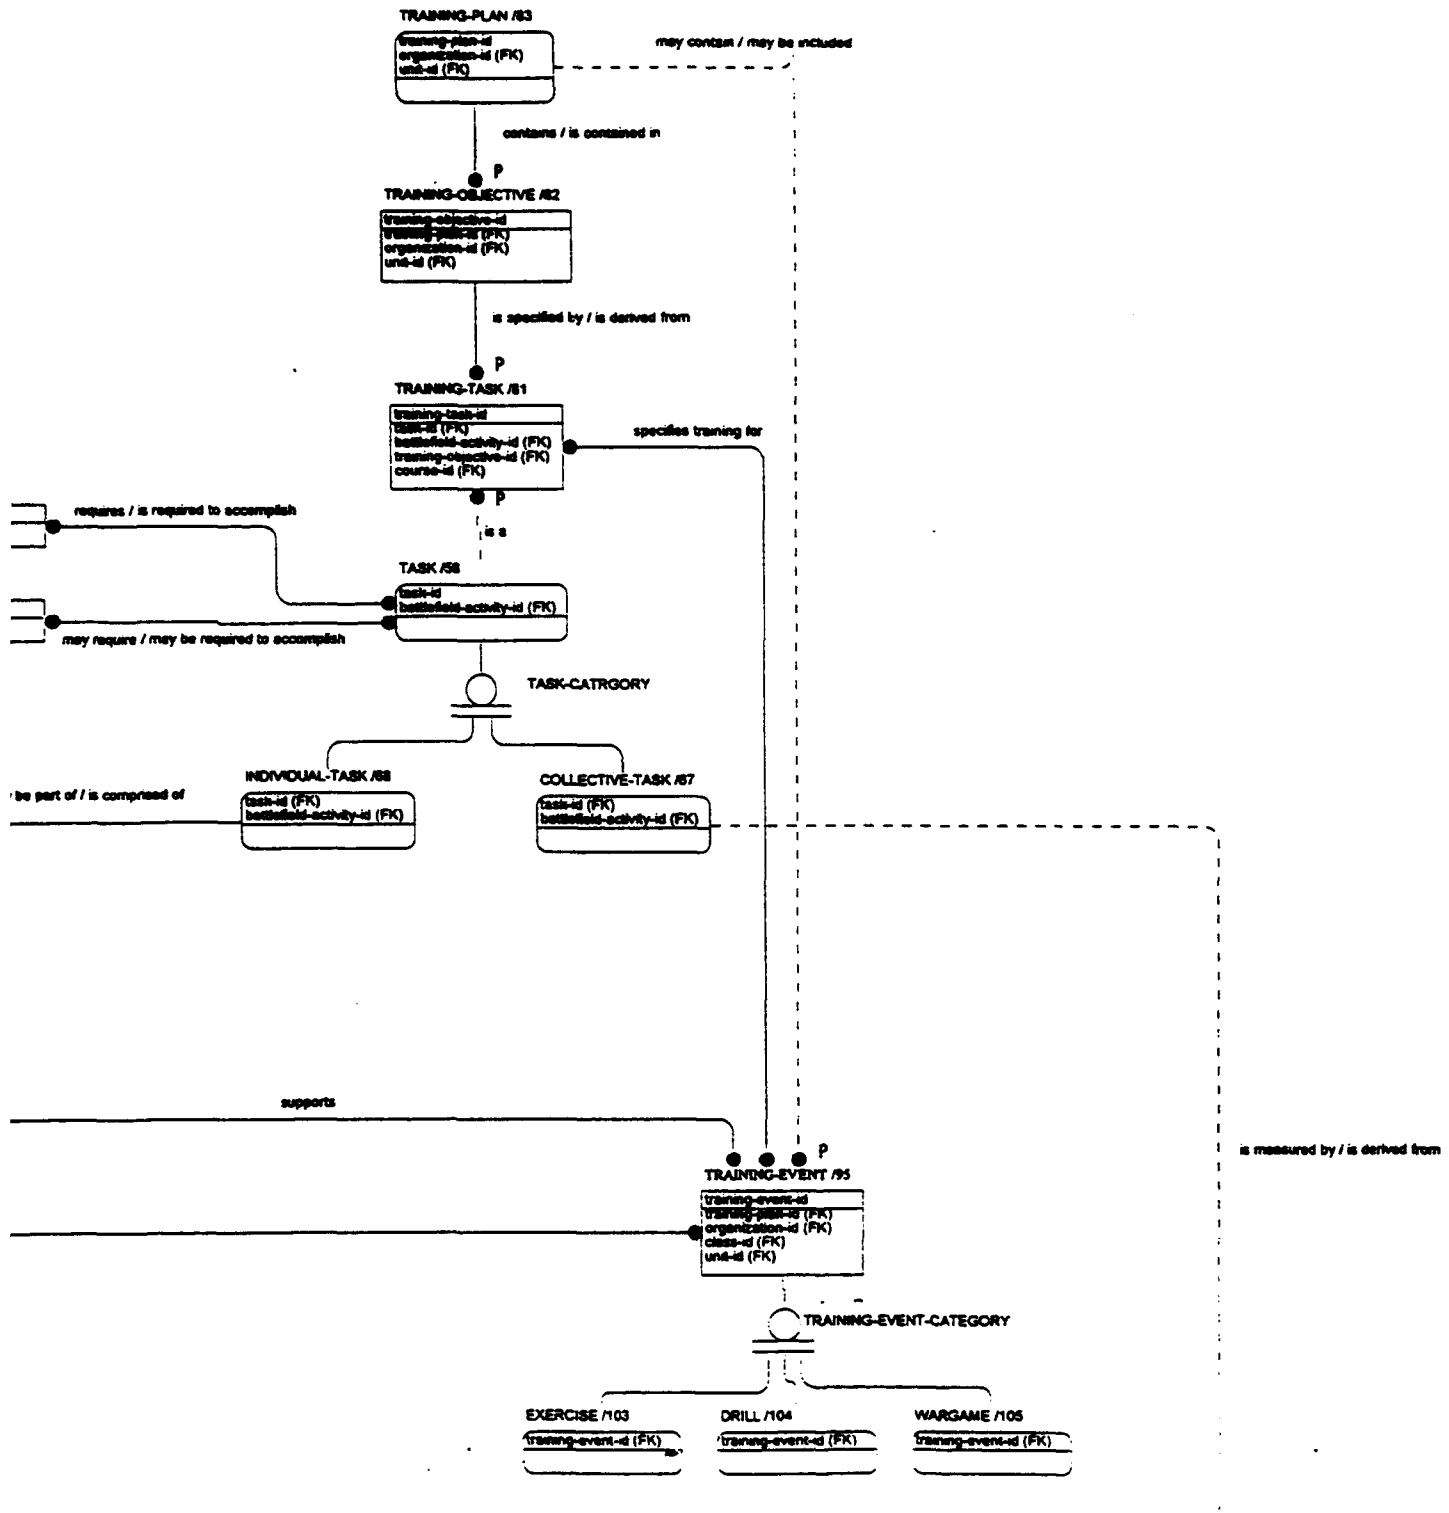 TRAINING-PLAN /83
training-plan-id
organization-id (FK)
unit-id (FK)
may contain / may be included
contains / is contained in
P
TRAINING-OBJECTIVE /82
training-objective-id
training-plan-id (FK)
organization-id (FK)
unit-id (FK)
is specified by / is derived from
P
TRAINING-TASK /81
training-task-id
task-id (FK)
battlefield-activity-id (FK)
training-objective-id (FK)
course-id (FK)
specifies training for
P
requires / is required to accomplish
is a
TASK /56
task-id
battlefield-activity-id (FK)
may require / may be required to accomplish
TASK-CATRGORY
INDIVIDUAL-TASK /68
task-id (FK)
battlefield-activity-id (FK)
COLLECTIVE-TASK /67
task-id (FK)
battlefield-activity-id (FK)
be part of / is comprised of
supports
is measured by / is derived from
P
TRAINING-EVENT /95
training-event-id
training-plan-id (FK)
organization-id (FK)
class-id (FK)
unit-id (FK)
TRAINING-EVENT-CATEGORY
EXERCISE /103
training-event-id (FK)
DRILL /104
training-event-id (FK)
WARGAME /105
training-event-id (FK)